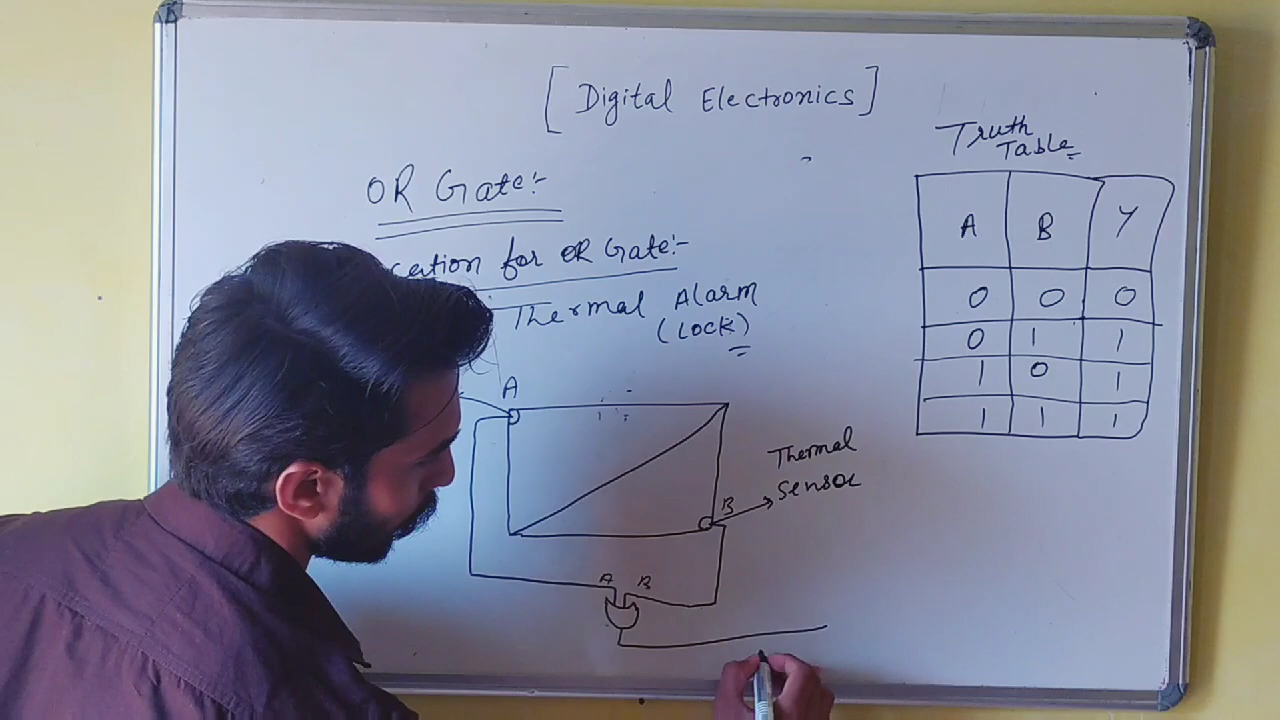 [Digital Electronics]
OR Gate:-
cation for OR Gate:-
Thermal Alarm
(Lock)
A
B
Thermal
Sensor
A B
Truth
Table
A B Y
0 0 0
0 1 1
1 0 1
1 1 1